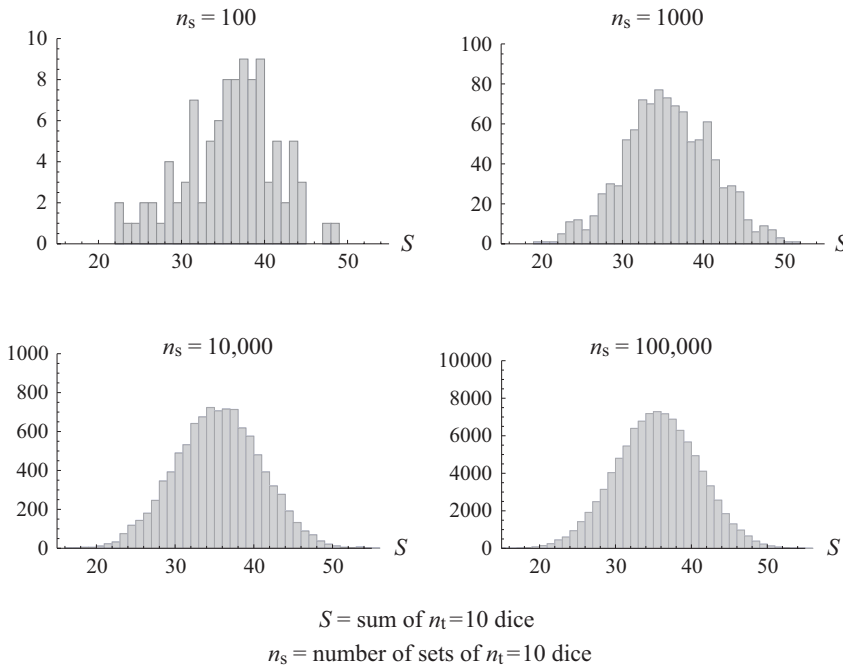 nₛ = 100
10
8
6
4
2
0
20 30 40 50 S
nₛ = 1000
100
80
60
40
20
0
20 30 40 50 S
nₛ = 10,000
1000
800
600
400
200
0
20 30 40 50 S
nₛ = 100,000
10000
8000
6000
4000
2000
0
20 30 40 50 S
S = sum of nₜ=10 dice
nₛ = number of sets of nₜ=10 dice